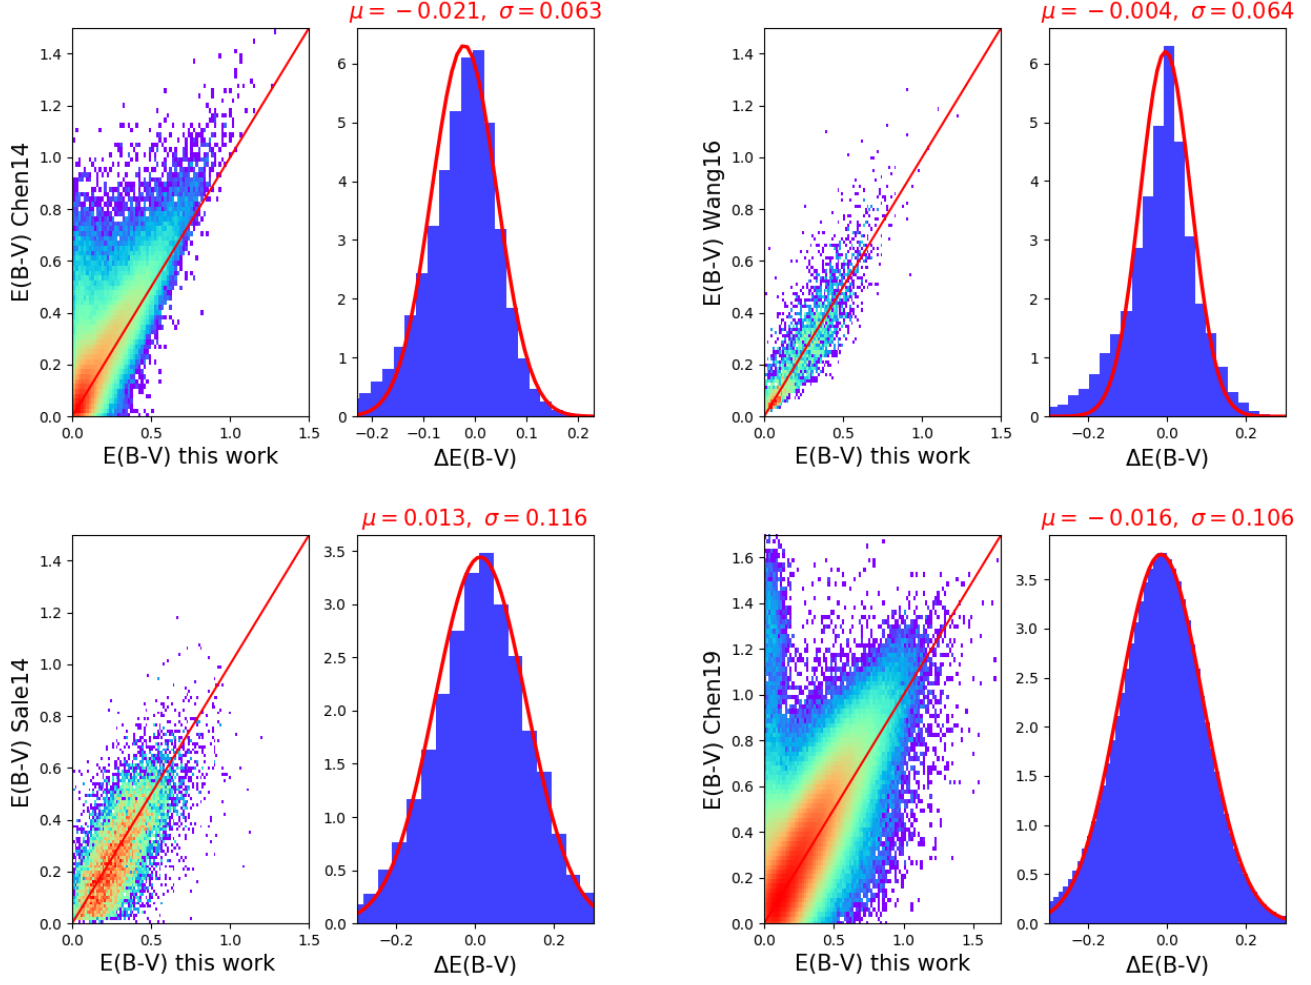 μ = −0.021, σ = 0.063
1.4
1.2
1.0
0.8
0.6
0.4
0.2
0.0
E(B-V) Chen14
0.0 0.5 1.0 1.5
E(B-V) this work
6
5
4
3
2
1
0
−0.2 −0.1 0.0 0.1 0.2
ΔE(B-V)
μ = −0.004, σ = 0.064
1.4
1.2
1.0
0.8
0.6
0.4
0.2
0.0
E(B-V) Wang16
0.0 0.5 1.0 1.5
E(B-V) this work
6
5
4
3
2
1
0
−0.2 0.0 0.2
ΔE(B-V)
μ = 0.013, σ = 0.116
1.4
1.2
1.0
0.8
0.6
0.4
0.2
0.0
E(B-V) Sale14
0.0 0.5 1.0 1.5
E(B-V) this work
3.5
3.0
2.5
2.0
1.5
1.0
0.5
0.0
−0.2 0.0 0.2
ΔE(B-V)
μ = −0.016, σ = 0.106
1.6
1.4
1.2
1.0
0.8
0.6
0.4
0.2
0.0
E(B-V) Chen19
0.0 0.5 1.0 1.5
E(B-V) this work
3.5
3.0
2.5
2.0
1.5
1.0
0.5
0.0
−0.2 0.0 0.2
ΔE(B-V)